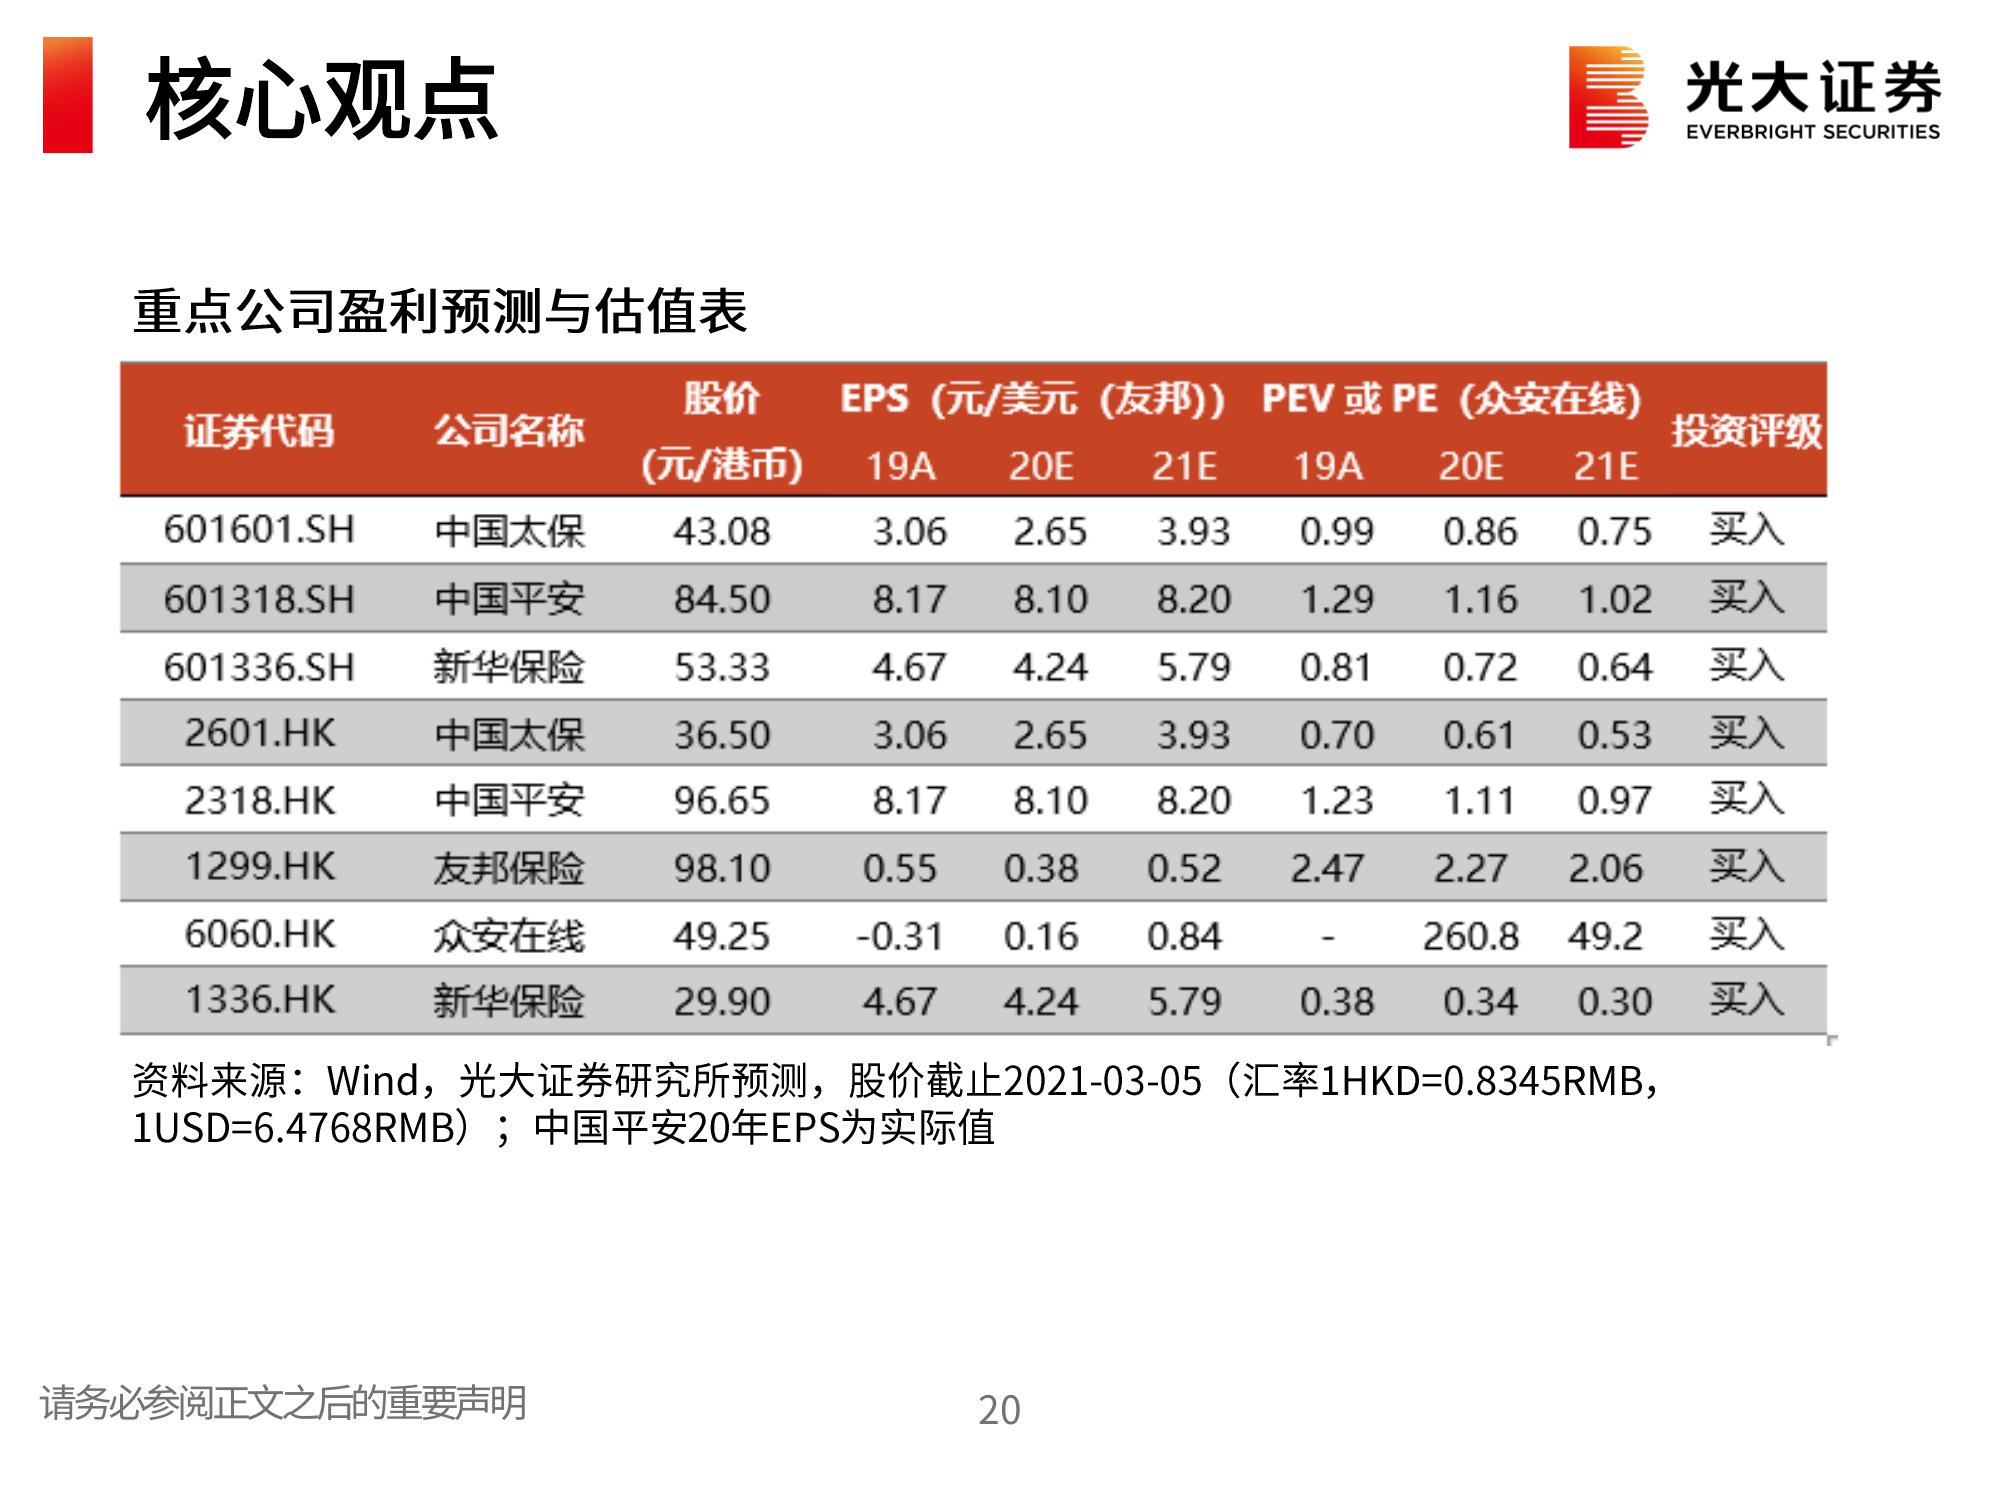 核心观点
光大证券
EVERBRIGHT SECURITIES
重点公司盈利预测与估值表
证券代码 公司名称 股价 (元/港币) EPS（元/美元（友邦）） PEV 或 PE（众安在线） 投资评级
19A 20E 21E 19A 20E 21E
601601.SH 中国太保 43.08 3.06 2.65 3.93 0.99 0.86 0.75 买入
601318.SH 中国平安 84.50 8.17 8.10 8.20 1.29 1.16 1.02 买入
601336.SH 新华保险 53.33 4.67 4.24 5.79 0.81 0.72 0.64 买入
2601.HK 中国太保 36.50 3.06 2.65 3.93 0.70 0.61 0.53 买入
2318.HK 中国平安 96.65 8.17 8.10 8.20 1.23 1.11 0.97 买入
1299.HK 友邦保险 98.10 0.55 0.38 0.52 2.47 2.27 2.06 买入
6060.HK 众安在线 49.25 -0.31 0.16 0.84 - 260.8 49.2 买入
1336.HK 新华保险 29.90 4.67 4.24 5.79 0.38 0.34 0.30 买入
资料来源：Wind，光大证券研究所预测，股价截止2021-03-05（汇率1HKD=0.8345RMB，
1USD=6.4768RMB）；中国平安20年EPS为实际值
请务必参阅正文之后的重要声明
20